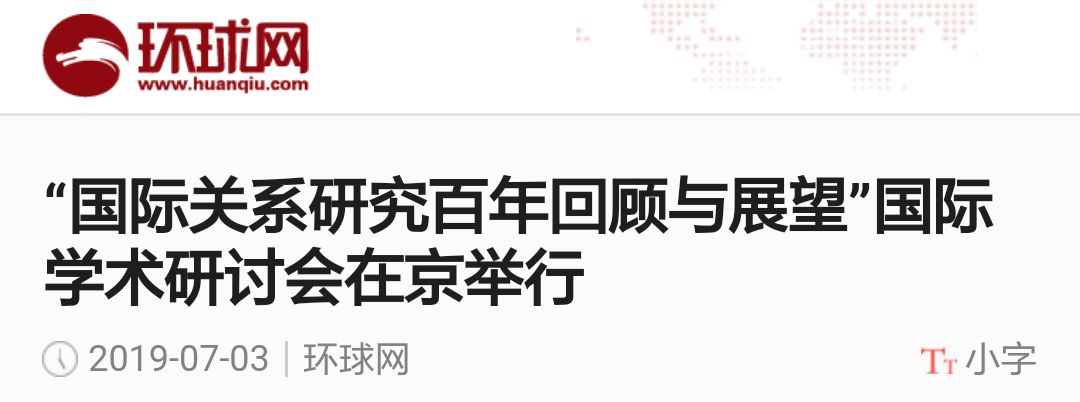 环球网
www.huanqiu.com
“国际关系研究百年回顾与展望”国际
学术研讨会在京举行
2019-07-03 | 环球网
TT 小字